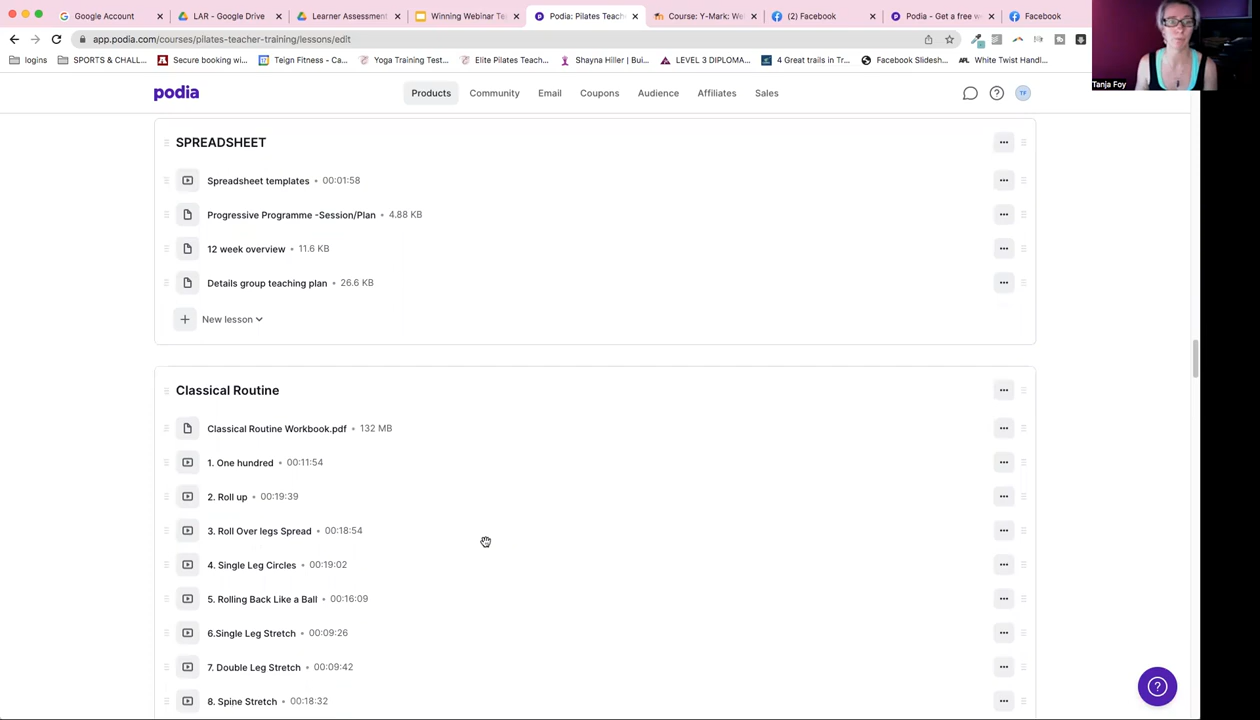 Google Account
LAR - Google Drive
Learner Assessment
Winning Webinar Te
Podia: Pilates Teache
Course: Y-Mark: We
(2) Facebook
Podia - Get a free w
Facebook
app.podia.com/courses/pilates-teacher-training/lessons/edit
logins
SPORTS & CHALL...
Secure booking wi...
Teign Fitness - Ca...
Yoga Training Test...
Elite Pilates Teach...
Shayna Hiller | Bui...
LEVEL 3 DIPLOMA...
4 Great trails in Tr...
Facebook Slidesh...
APL White Twist Handl...
Tanja Foy
podia
Products
Community
Email
Coupons
Audience
Affiliates
Sales
TF
SPREADSHEET
Spreadsheet templates • 00:01:58
Progressive Programme -Session/Plan • 4.88 KB
12 week overview • 11.6 KB
Details group teaching plan • 26.6 KB
New lesson
Classical Routine
Classical Routine Workbook.pdf • 132 MB
1. One hundred • 00:11:54
2. Roll up • 00:19:39
3. Roll Over legs Spread • 00:18:54
4. Single Leg Circles • 00:19:02
5. Rolling Back Like a Ball • 00:16:09
6.Single Leg Stretch • 00:09:26
7. Double Leg Stretch • 00:09:42
8. Spine Stretch • 00:18:32